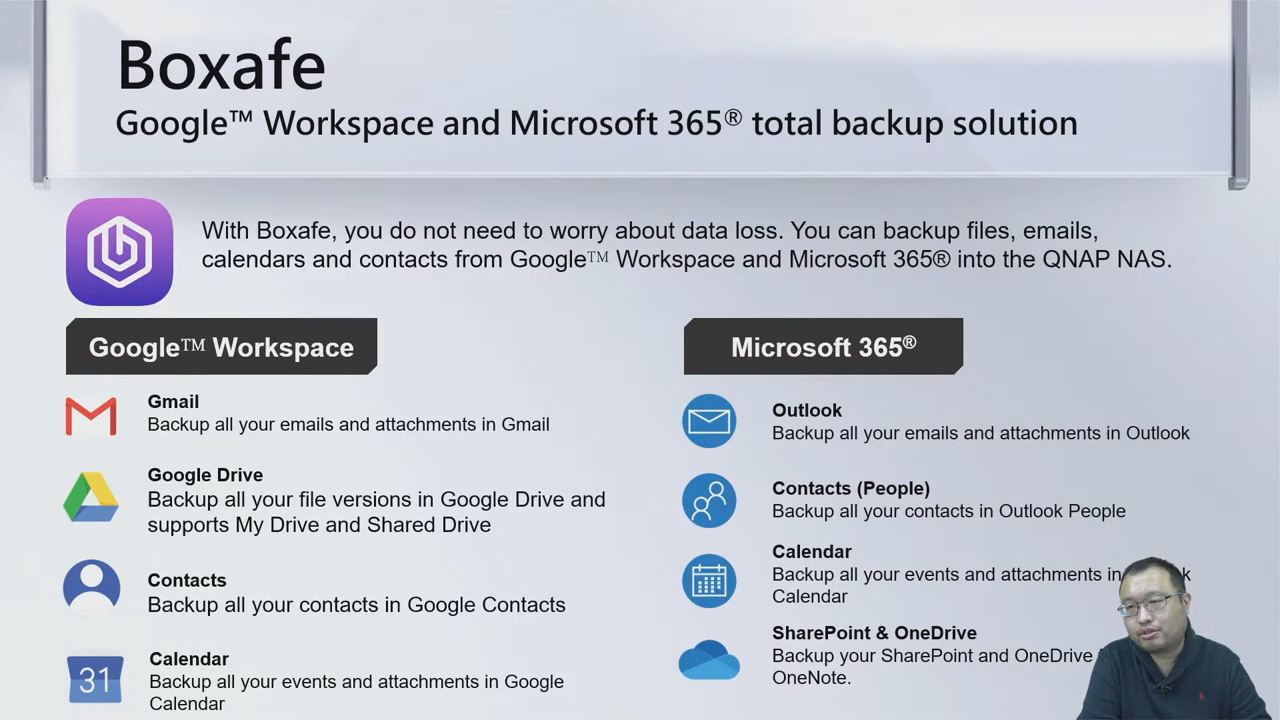 Boxafe
Google™ Workspace and Microsoft 365® total backup solution
With Boxafe, you do not need to worry about data loss. You can backup files, emails,
calendars and contacts from Google™ Workspace and Microsoft 365® into the QNAP NAS.
Google™ Workspace
Gmail
Backup all your emails and attachments in Gmail
Google Drive
Backup all your file versions in Google Drive and
supports My Drive and Shared Drive
Contacts
Backup all your contacts in Google Contacts
31
Calendar
Backup all your events and attachments in Google
Calendar
Microsoft 365®
Outlook
Backup all your emails and attachments in Outlook
Contacts (People)
Backup all your contacts in Outlook People
Calendar
Backup all your events and attachments in
Calendar
SharePoint & OneDrive
Backup your SharePoint and OneDrive
OneNote.